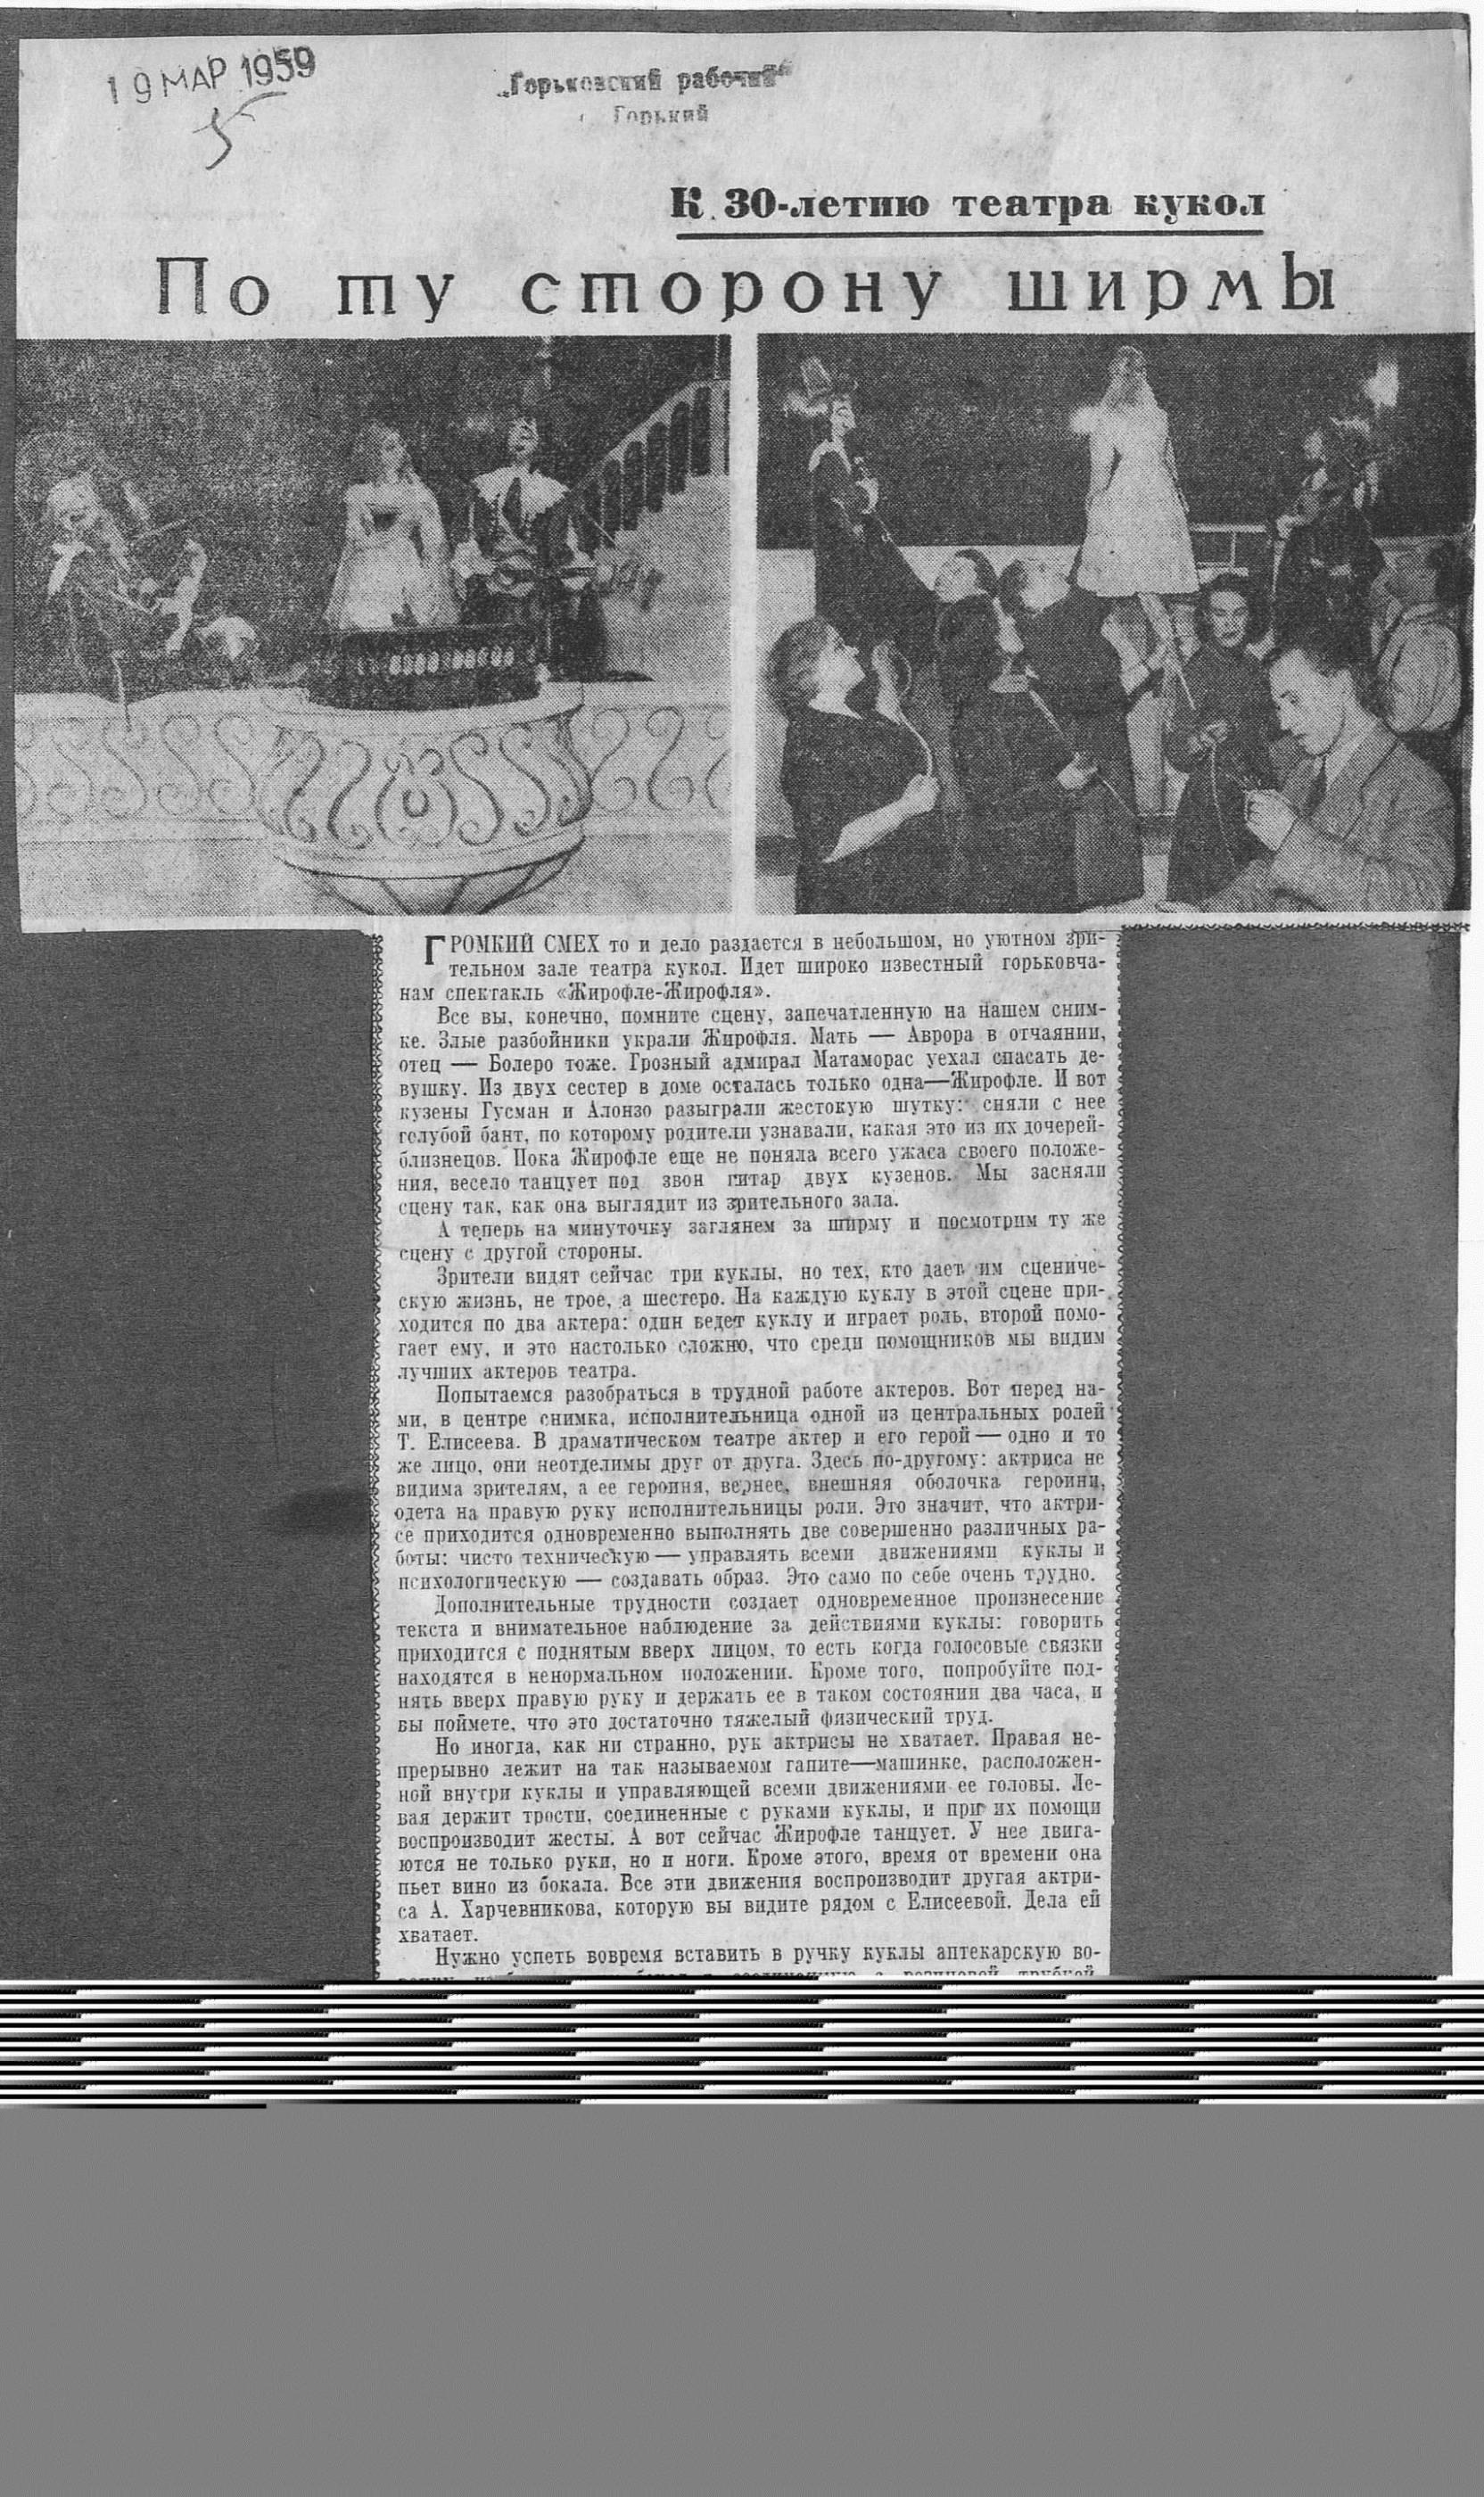 19 МАР 1959
„Горьковский рабочий“
Горький
К 30-летию театра кукол
По ту сторону ширмы
ГРОМКИЙ СМЕХ то и дело раздается в небольшом, но уютном зри-
тельном зале театра кукол. Идет широко известный горьковча-
нам спектакль «Жирофле-Жирофля».
Все вы, конечно, помните сцену, запечатленную на нашем сним-
ке. Злые разбойники украли Жирофля. Мать — Аврора в отчаянии,
отец — Болеро тоже. Грозный адмирал Матаморас уехал спасать де-
вушку. Из двух сестер в доме осталась только одна—Жирофле. И вот
кузены Гусман и Алонзо разыграли жестокую шутку: сняли с нее
голубой бант, по которому родители узнавали, какая это из их дочерей-
близнецов. Пока Жирофле еще не поняла всего ужаса своего положе-
ния, весело танцует под звон гитар двух кузенов. Мы засняли
сцену так, как она выглядит из зрительного зала.
А теперь на минуточку заглянем за ширму и посмотрим ту же
сцену с другой стороны.
Зрители видят сейчас три куклы, но тех, кто дает им сцениче-
скую жизнь, не трое, а шестеро. На каждую куклу в этой сцене при-
ходится по два актера: один ведет куклу и играет роль, второй помо-
гает ему, и это настолько сложно, что среди помощников мы видим
лучших актеров театра.
Попытаемся разобраться в трудной работе актеров. Вот перед на-
ми, в центре снимка, исполнительница одной из центральных ролей
Т. Елисеева. В драматическом театре актер и его герой — одно и то
же лицо, они неотделимы друг от друга. Здесь по-другому: актриса не
видима зрителям, а ее героиня, вернее, внешняя оболочка героини,
одета на правую руку исполнительницы роли. Это значит, что актри-
се приходится одновременно выполнять две совершенно различных ра-
боты: чисто техническую — управлять всеми движениями куклы и
психологическую — создавать образ. Это само по себе очень трудно.
Дополнительные трудности создает одновременное произнесение
текста и внимательное наблюдение за действиями куклы: говорить
приходится с поднятым вверх лицом, то есть когда голосовые связки
находятся в ненормальном положении. Кроме того, попробуйте под-
нять вверх правую руку и держать ее в таком состоянии два часа, и
вы поймете, что это достаточно тяжелый физический труд.
Но иногда, как ни странно, рук актрисы не хватает. Правая не-
прерывно лежит на так называемом гапите—машинке, расположен-
ной внутри куклы и управляющей всеми движениями ее головы. Ле-
вая держит трости, соединенные с руками куклы, и при их помощи
воспроизводит жесты. А вот сейчас Жирофле танцует. У нее двига-
ются не только руки, но и ноги. Кроме этого, время от времени она
пьет вино из бокала. Все эти движения воспроизводит другая актри-
са А. Харчевникова, которую вы видите рядом с Елисеевой. Дела ей
хватает.
Нужно успеть вовремя вставить в ручку куклы аптекарскую во-